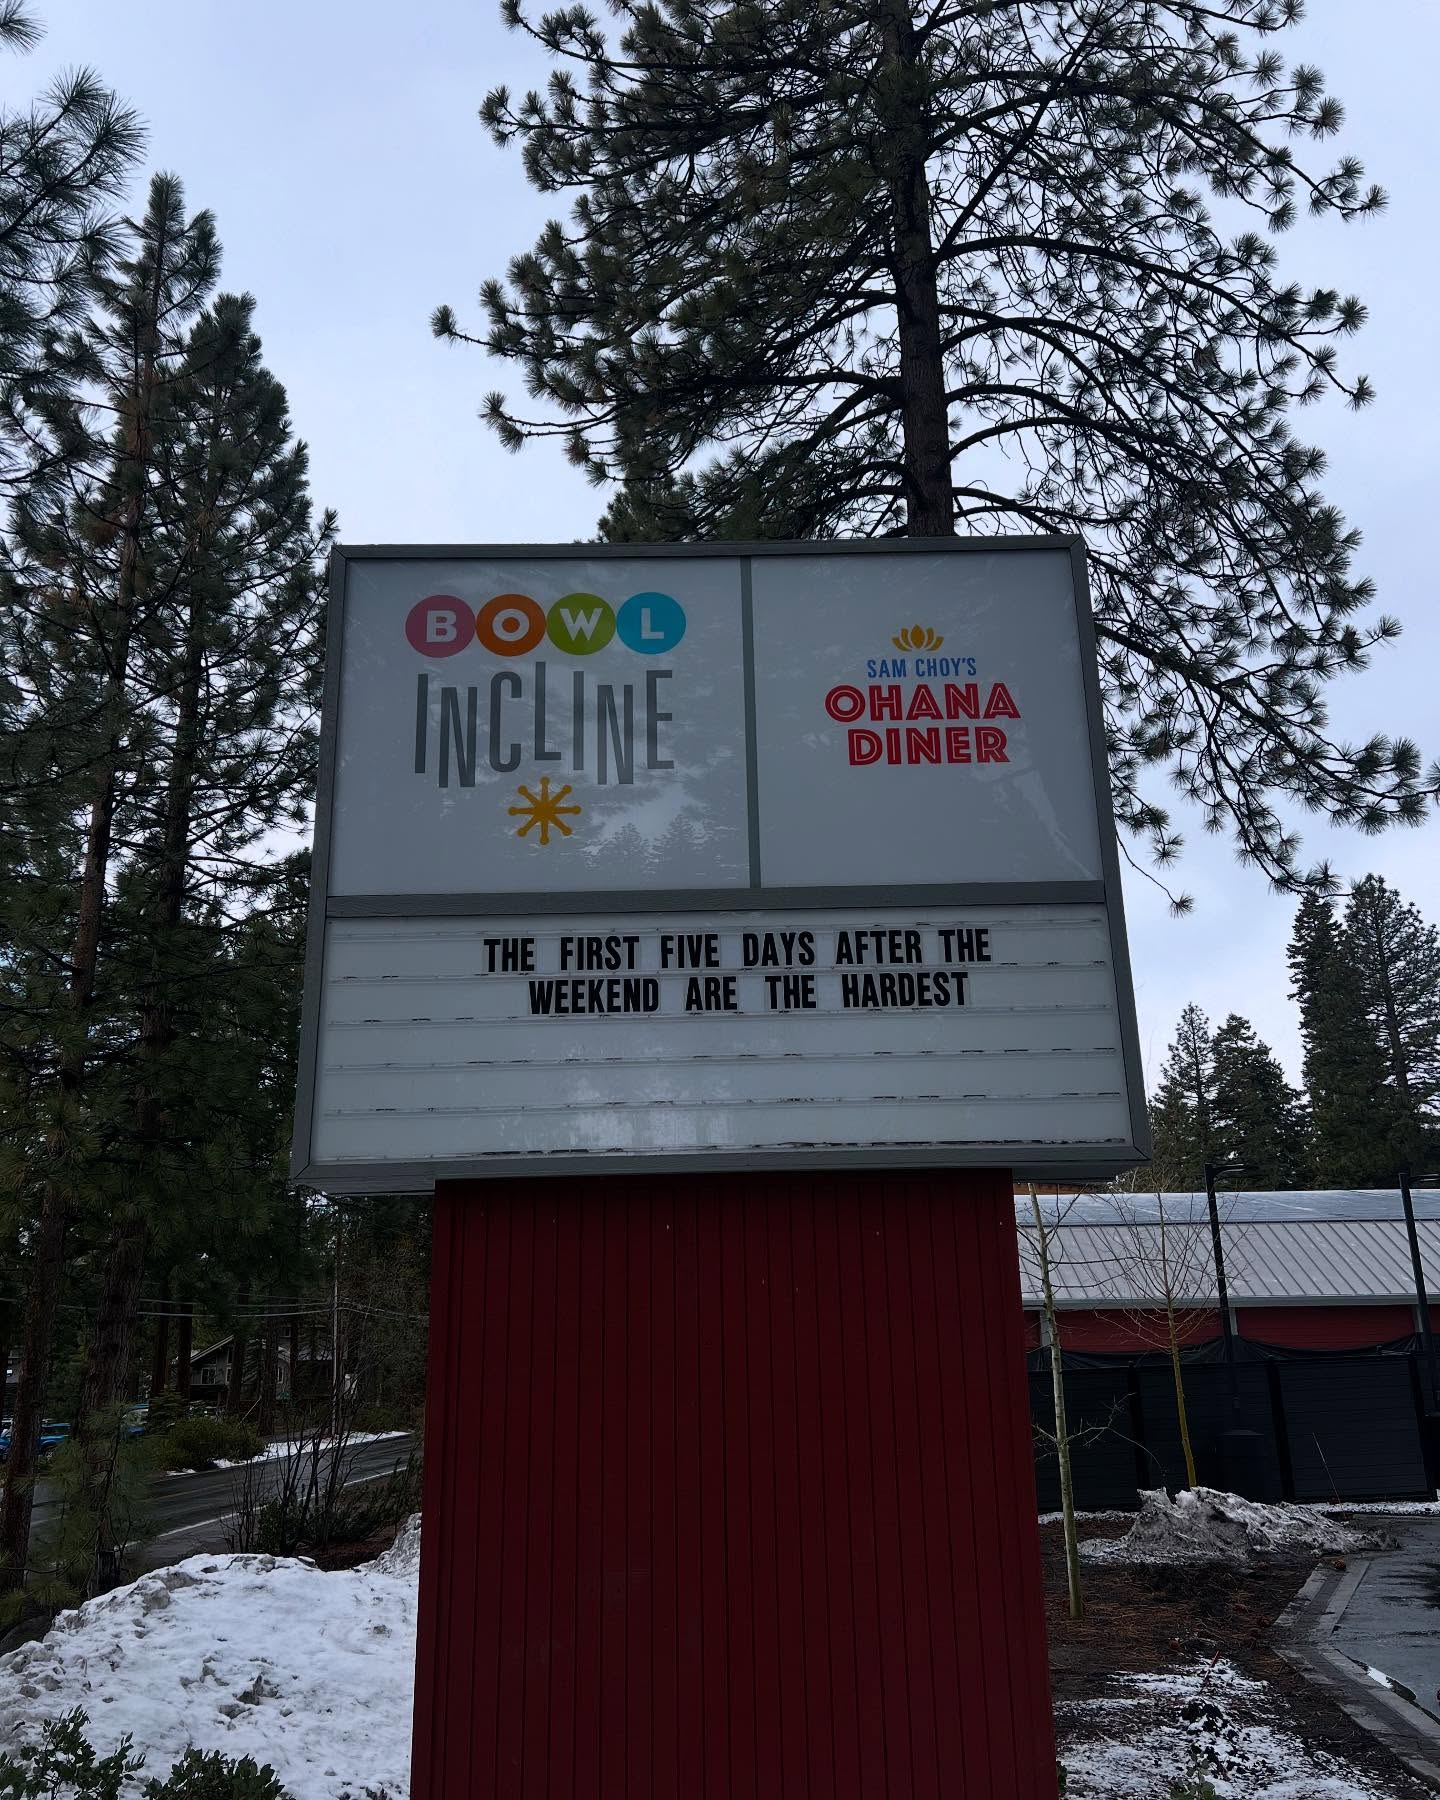 BOWL
INCLINE
SAM CHOY'S
OHANA
DINER
THE FIRST FIVE DAYS AFTER THE
WEEKEND ARE THE HARDEST